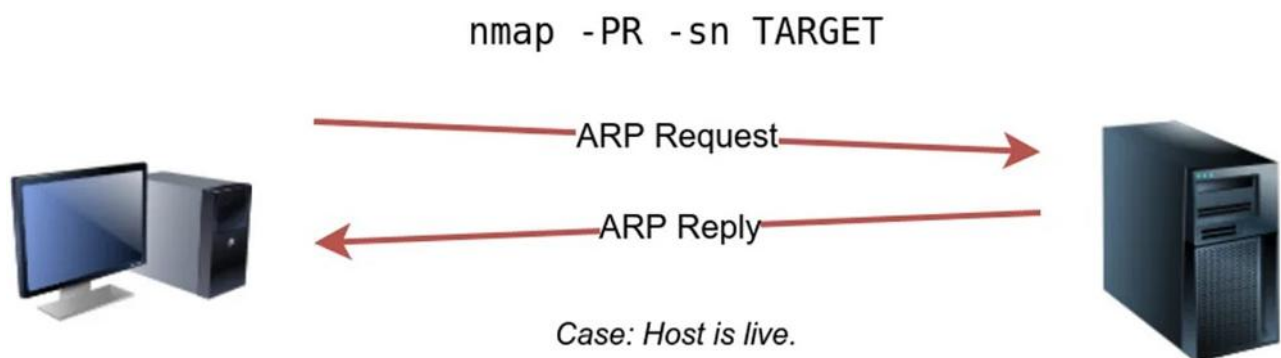 nmap -PR -sn TARGET
ARP Request
ARP Reply
Case: Host is live.